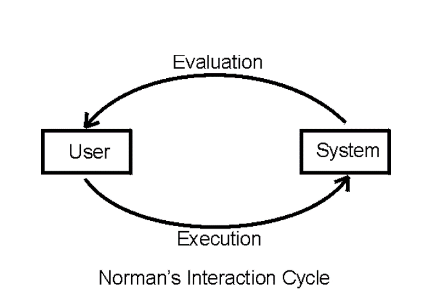 Evaluation
User
System
Execution
Norman's Interaction Cycle